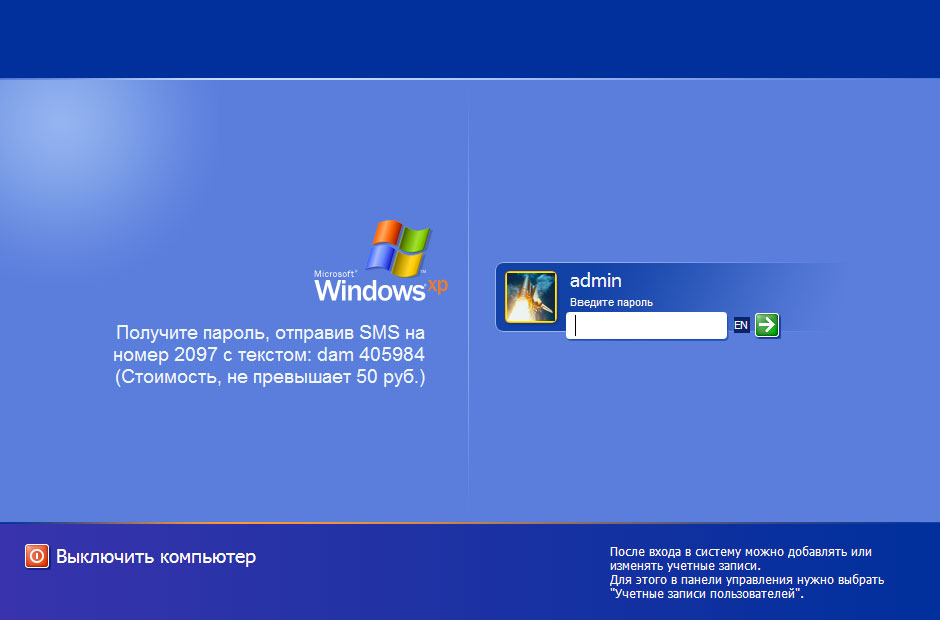 Microsoft®
Windows xp
™
Получите пароль, отправив SMS на
номер 2097 с текстом: dam 405984
(Стоимость, не превышает 50 руб.)
admin
Введите пароль
EN
Выключить компьютер
После входа в систему можно добавлять или
изменять учетные записи.
Для этого в панели управления нужно выбрать
"Учетные записи пользователей".